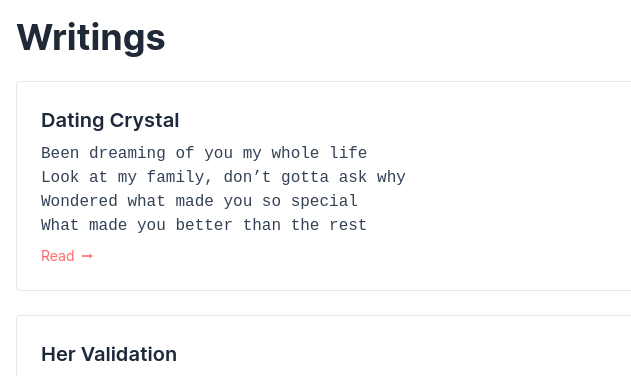 Writings
Dating Crystal
Been dreaming of you my whole life
Look at my family, don’t gotta ask why
Wondered what made you so special
What made you better than the rest
Read →
Her Validation